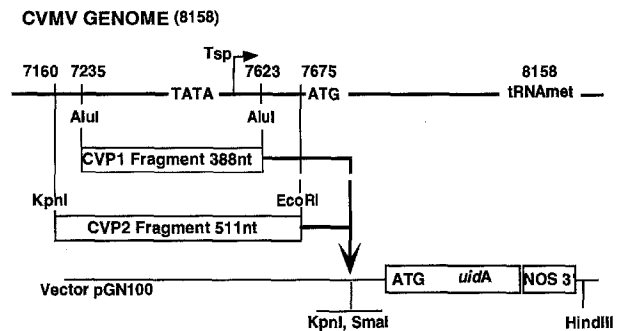 CVMV GENOME (8158)
Tsp
7160 7235 7623 7675 8158
TATA ATG tRNAmet
AluI AluI
CVP1 Fragment 388nt
KpnI EcoRI
CVP2 Fragment 511nt
ATG uidA NOS 3'
Vector pGN100
KpnI, SmaI HindIII